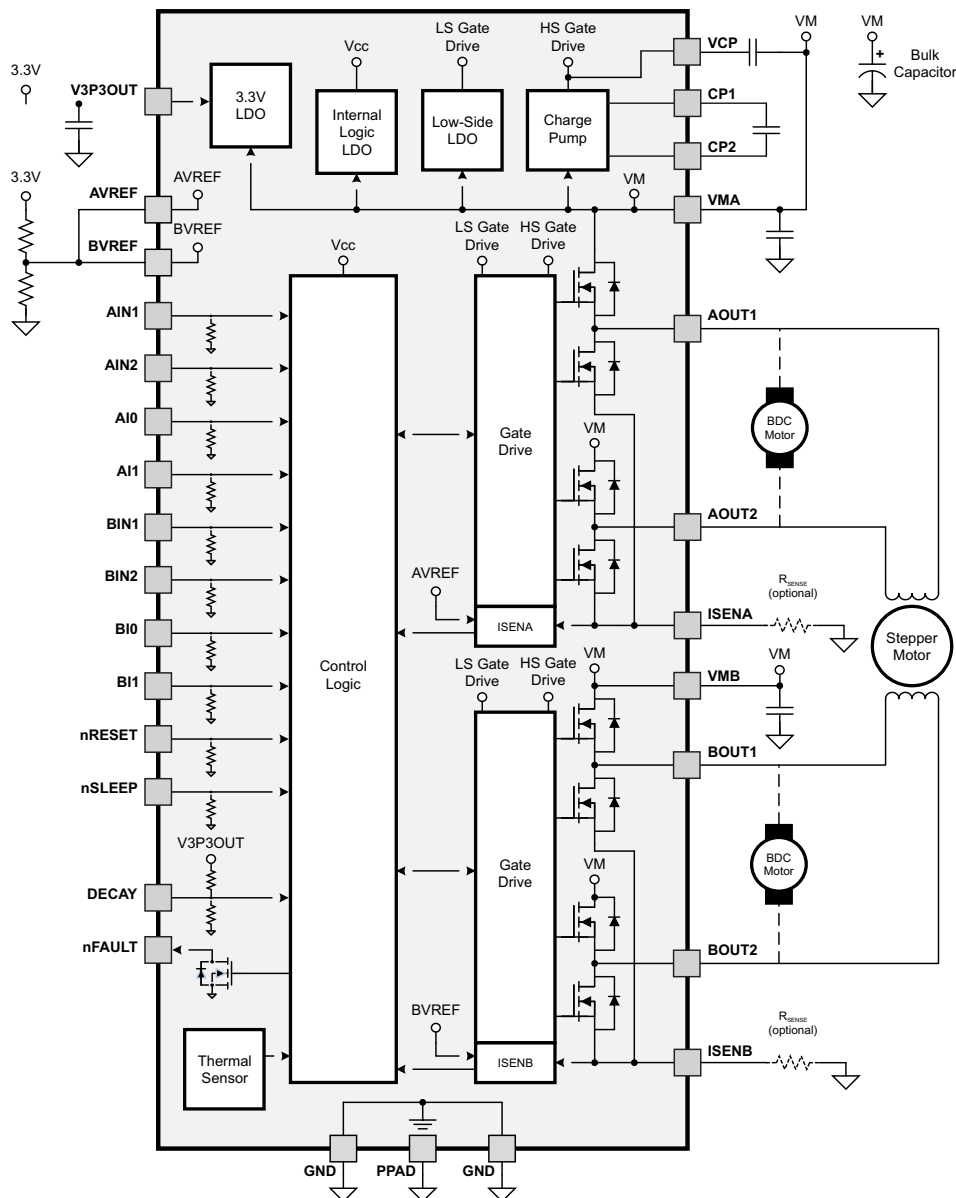 VM
VM
LS Gate
Drive
HS Gate
Drive
VCP
Vcc
+
Bulk
Capacitor
3.3V
V3P3OUT
3.3V
LDO
Internal
Logic
LDO
Low-Side
LDO
Charge
Pump
CP1
CP2
3.3V
AVREF
AVREF
VM
VMA
BVREF
BVREF
LS Gate
Drive
HS Gate
Drive
Vcc
AIN1
AOUT1
AIN2
AI0
BDC
Motor
Gate
Drive
VM
AI1
BIN1
AOUT2
BIN2
AVREF
RSENSE
(optional)
BI0
ISENA
ISENA
Stepper
Motor
Control
Logic
LS Gate
Drive
HS Gate
Drive
VM
VM
BI1
VMB
nRESET
BOUT1
nSLEEP
V3P3OUT
Gate
Drive
VM
BDC
Motor
DECAY
nFAULT
BOUT2
BVREF
RSENSE
(optional)
Thermal
Sensor
ISENB
ISENB
GND
PPAD
GND